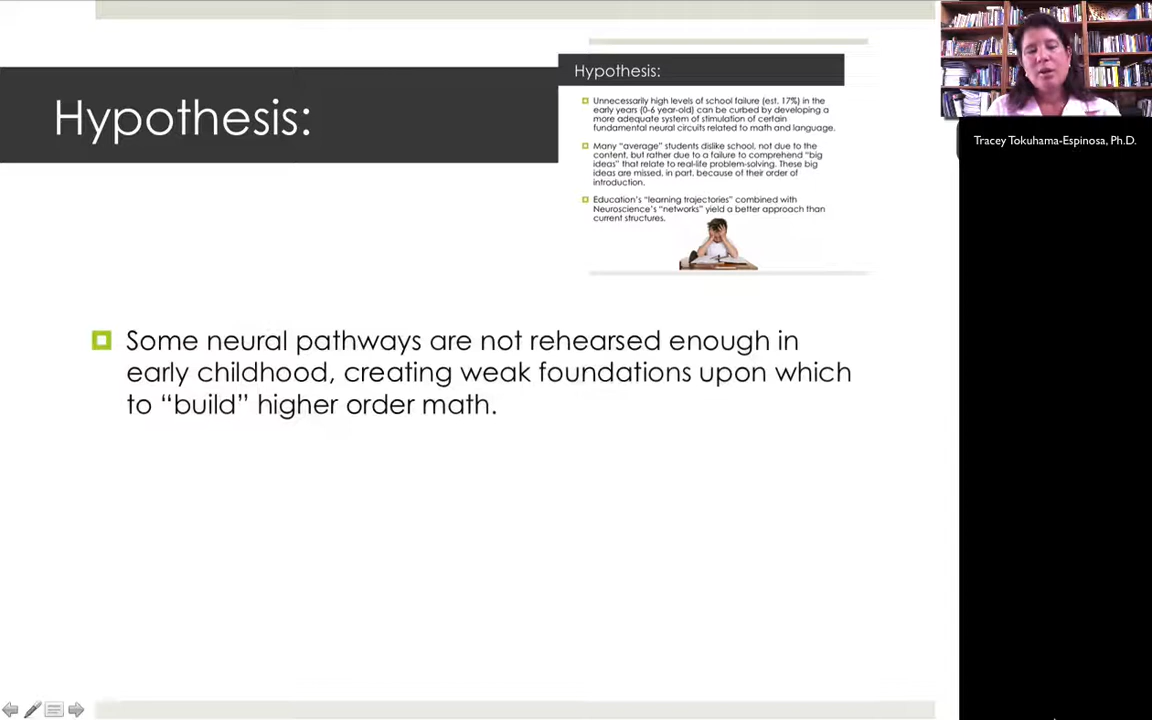 Hypothesis:
Hypothesis:
Unnecessarily high levels of school failure (est. 17%) in the
early years (0-6 year-old) can be curbed by developing a
more adequate system of stimulation of certain
fundamental neural circuits related to math and language.
Many “average” students dislike school, not due to the
content, but rather due to a failure to comprehend “big
ideas” that relate to real-life problem-solving. These big
ideas are missed, in part, because of their order of
introduction.
Education’s “learning trajectories” combined with
Neuroscience’s “networks” yield a better approach than
current structures.
Some neural pathways are not rehearsed enough in
early childhood, creating weak foundations upon which
to “build” higher order math.
Tracey Tokuhama-Espinosa, Ph.D.